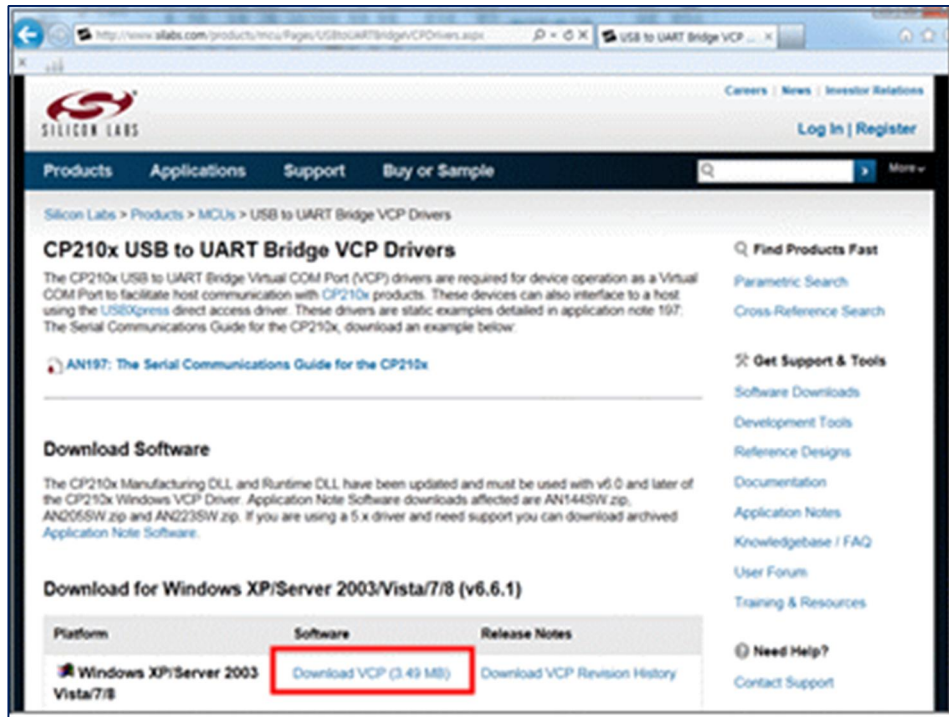 http://www.silabs.com/products/mcu/Pages/USBtoUARTBridgeVCPDrivers.aspx
USB to UART Bridge VCP ...
SILICON LABS
Careers | News | Investor Relations
Log In | Register
Products Applications Support Buy or Sample
More
Silicon Labs > Products > MCUs > USB to UART Bridge VCP Drivers
CP210x USB to UART Bridge VCP Drivers
The CP210x USB to UART Bridge Virtual COM Port (VCP) drivers are required for device operation as a Virtual
COM Port to facilitate host communication with CP210x products. These devices can also interface to a host
using the USBXpress direct access driver. These drivers are static examples detailed in application note 197:
The Serial Communications Guide for the CP210x, download an example below:
AN197: The Serial Communications Guide for the CP210x
Download Software
The CP210x Manufacturing DLL and Runtime DLL have been updated and must be used with v6.0 and later of
the CP210x Windows VCP Driver. Application Note Software downloads affected are AN144SW.zip,
AN205SW.zip and AN223SW.zip. If you are using a 5.x driver and need support you can download archived
Application Note Software.
Download for Windows XP/Server 2003/Vista/7/8 (v6.6.1)
Platform Software Release Notes
Windows XP/Server 2003 Download VCP (3.49 MB) Download VCP Revision History
Vista/7/8
Find Products Fast
Parametric Search
Cross-Reference Search
Get Support & Tools
Software Downloads
Development Tools
Reference Designs
Documentation
Application Notes
Knowledgebase / FAQ
User Forum
Training & Resources
Need Help?
Contact Support